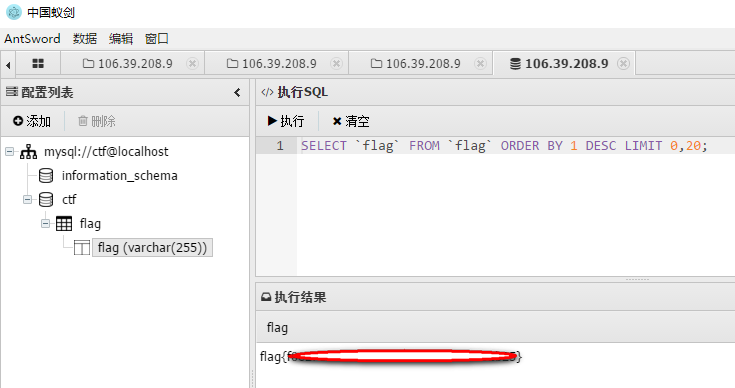 中国蚁剑
AntSword 数据 编辑 窗口
106.39.208.9 106.39.208.9 106.39.208.9 106.39.208.9
配置列表
添加 删除
mysql://ctf@localhost
information_schema
ctf
flag
flag (varchar(255))
执行SQL
执行 清空
1 SELECT `flag` FROM `flag` ORDER BY 1 DESC LIMIT 0,20;
执行结果
flag
flag{ }